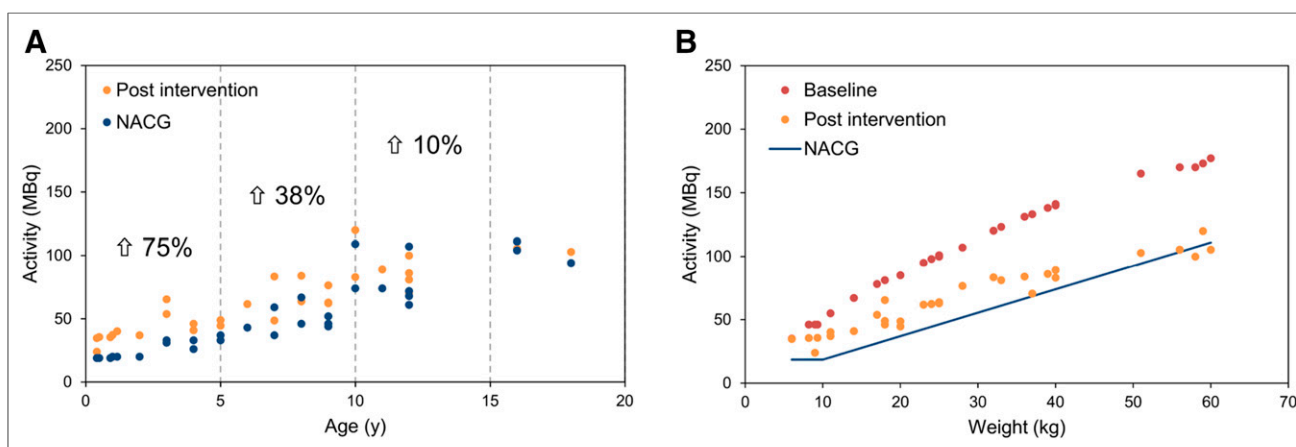 A
Activity (MBq)
250
200
150
100
50
0
Post intervention
NACG
⇧ 75%
⇧ 38%
⇧ 10%
0
5
10
15
20
Age (y)
B
Activity (MBq)
250
200
150
100
50
0
Baseline
Post intervention
NACG
0
10
20
30
40
50
60
70
Weight (kg)